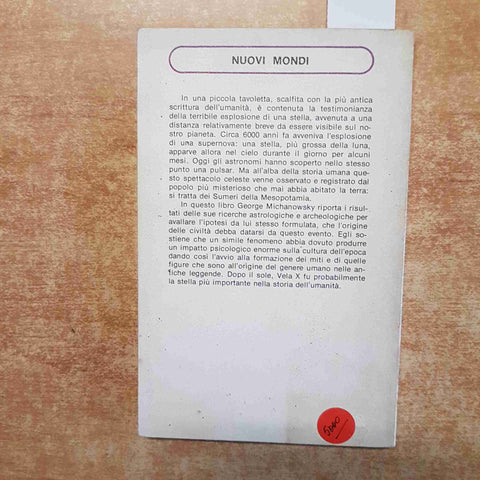 NUOVI MONDI
In una piccola tavoletta, scalfita con la più antica
scrittura dell'umanità, è contenuta la testimonianza
della terribile esplosione di una stella, avvenuta a una
distanza relativamente breve da essere visibile sul no-
stro pianeta. Circa 6000 anni fa avveniva l'esplosione
di una supernova: una stella, più grossa della luna,
apparve allora nel cielo durante il giorno per alcuni
mesi. Oggi gli astronomi hanno scoperto nello stesso
punto una pulsar. Ma all'alba della storia umana que-
sto spettacolo celeste venne osservato e registrato dal
popolo più misterioso che mai abbia abitato la terra:
si tratta dei Sumeri della Mesopotamia.
In questo libro George Michanowsky riporta i risul-
tati delle sue ricerche astrologiche e archeologiche per
avallare l'ipotesi da lui stesso formulata, che l'origine
delle civiltà debba datarsi da questo evento. Egli so-
stiene che un simile fenomeno abbia dovuto produrre
un impatto psicologico enorme sulla cultura dell'epoca
dando così l'avvio alla formazione dei miti e di quelle
figure che sono all'origine del genere umano nelle an-
tiche leggende. Dopo il sole, Vela X fu probabilmente
la stella più importante nella storia dell'umanità.
5000